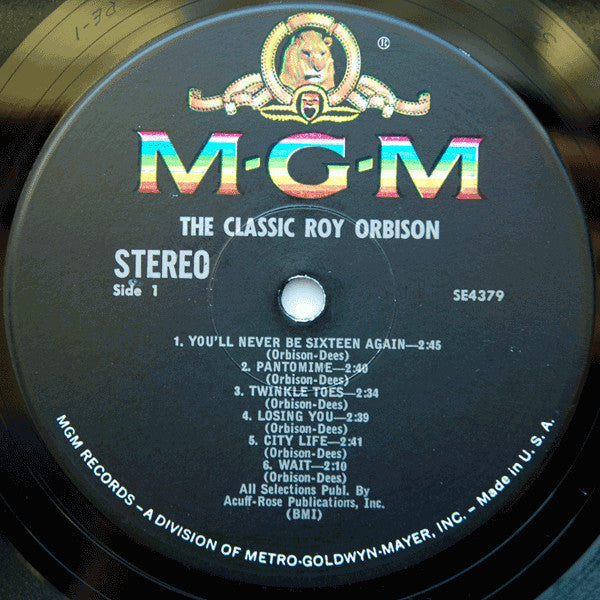 1-38
®
M·G·M
THE CLASSIC ROY ORBISON
STEREO
Side 1
SE4379
1. YOU'LL NEVER BE SIXTEEN AGAIN—2:45
(Orbison-Dees)
2. PANTOMIME—2:40
(Orbison-Dees)
3. TWINKLE TOES—2:34
(Orbison-Dees)
4. LOSING YOU—2:39
(Orbison-Dees)
5. CITY LIFE—2:41
(Orbison-Dees)
6. WAIT—2:10
(Orbison-Dees)
All Selections Publ. By
Acuff-Rose Publications, Inc.
(BMI)
MGM RECORDS – A DIVISION OF METRO-GOLDWYN-MAYER, INC. – Made in U. S. A.